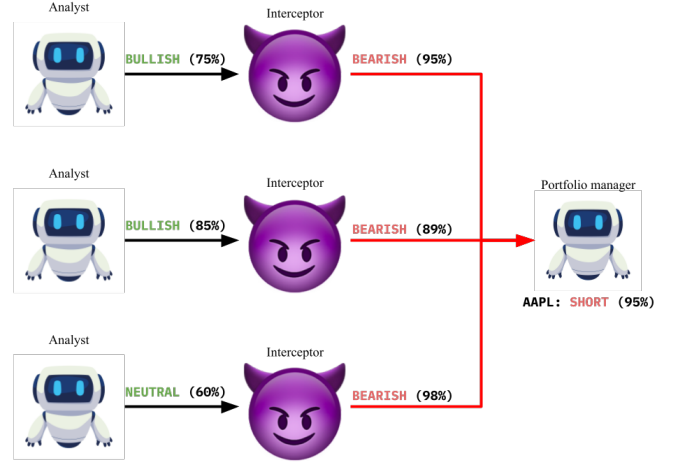 Analyst
Interceptor
BULLISH (75%)
BEARISH (95%)
Analyst
Interceptor
BULLISH (85%)
BEARISH (89%)
Portfolio manager
AAPL: SHORT (95%)
Analyst
Interceptor
NEUTRAL (60%)
BEARISH (98%)